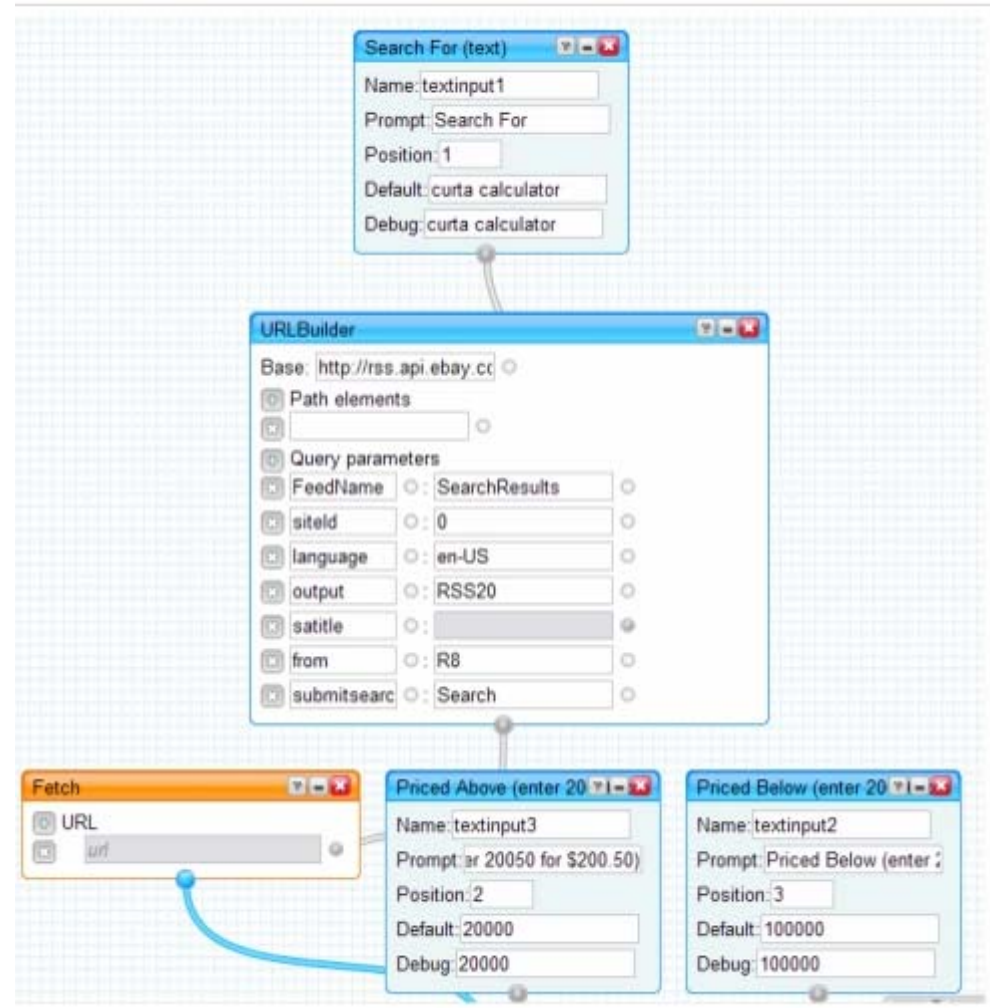 Search For (text)
Name: textinput1
Prompt: Search For
Position: 1
Default: curta calculator
Debug: curta calculator
URLBuilder
Base: http://rss.api.ebay.cc
Path elements
Query parameters
FeedName : SearchResults
siteId : 0
language : en-US
output : RSS20
satitle :
from : R8
submitsearc : Search
Fetch
URL
url
Priced Above (enter 20
Name: textinput3
Prompt: er 20050 for $200.50)
Position: 2
Default: 20000
Debug: 20000
Priced Below (enter 20
Name: textinput2
Prompt: Priced Below (enter 2
Position: 3
Default: 100000
Debug: 100000